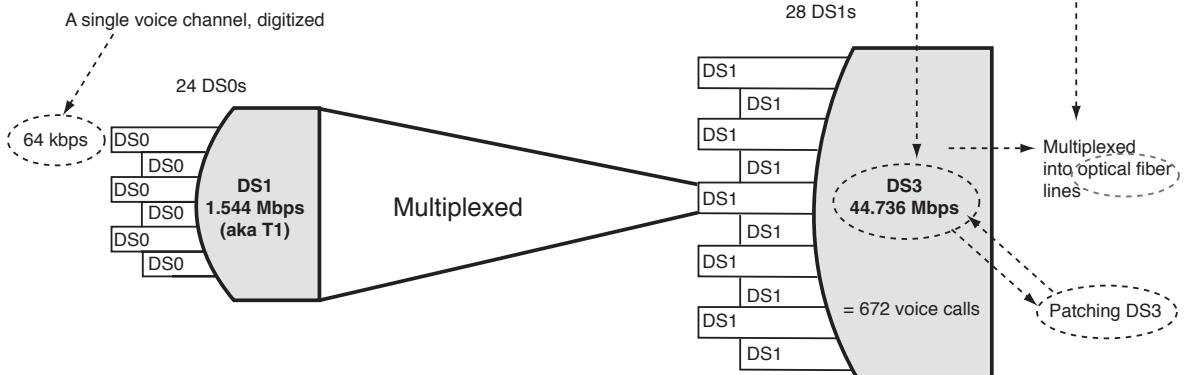 A single voice channel, digitized
28 DS1s
24 DS0s
64 kbps
DS0
DS0
DS0
DS0
DS0
DS0
DS1
1.544 Mbps
(aka T1)
Multiplexed
DS1
DS1
DS1
DS1
DS1
DS1
DS1
DS1
DS1
DS1
DS3
44.736 Mbps
= 672 voice calls
Multiplexed
into optical fiber
lines
Patching DS3